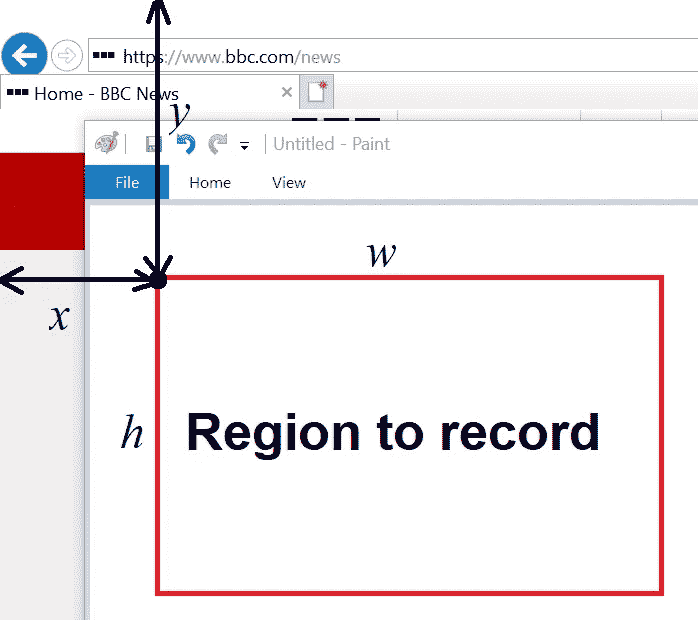 https://www.bbc.com/news
Home - BBC News
y
Untitled - Paint
File Home View
w
x
h Region to record